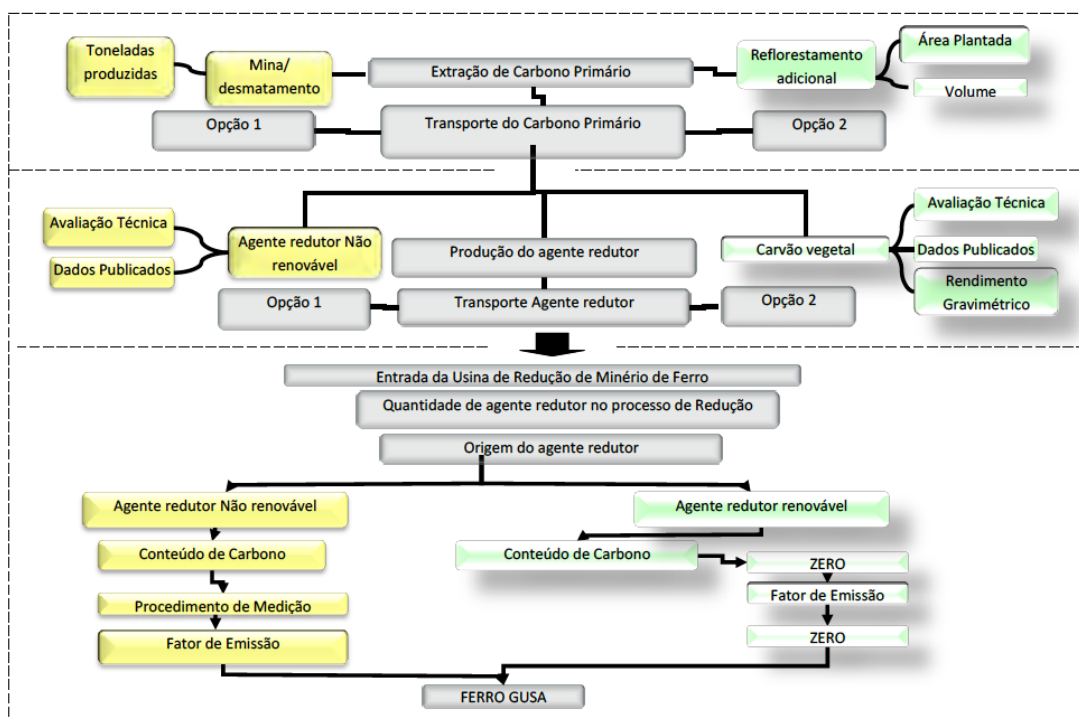 Toneladas
produzidas
Mina/
desmatamento
Extração de Carbono Primário
Reflorestamento
adicional
Área Plantada
Volume
Opção 1
Transporte do Carbono Primário
Opção 2
Avaliação Técnica
Dados Publicados
Agente redutor Não
renovável
Produção do agente redutor
Carvão vegetal
Avaliação Técnica
Dados Publicados
Rendimento
Gravimétrico
Opção 1
Transporte Agente redutor
Opção 2
Entrada da Usina de Redução de Minério de Ferro
Quantidade de agente redutor no processo de Redução
Origem do agente redutor
Agente redutor Não renovável
Agente redutor renovável
Conteúdo de Carbono
Conteúdo de Carbono
ZERO
Procedimento de Medição
Fator de Emissão
Fator de Emissão
ZERO
FERRO GUSA